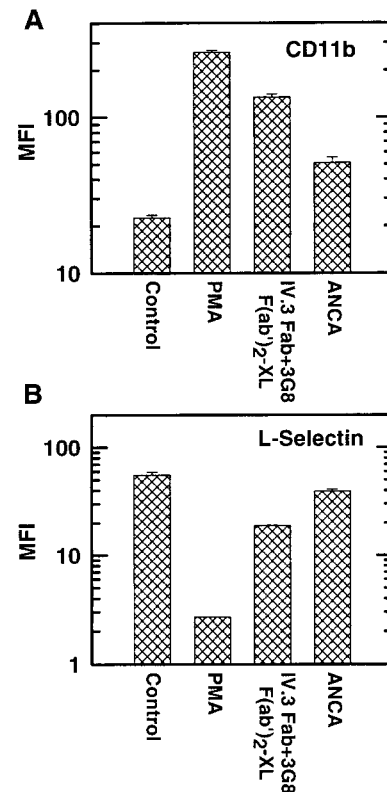 A
CD11b
MFI
100
10
Control
PMA
IV.3 Fab+3G8
F(ab')2-XL
ANCA
B
L-Selectin
MFI
100
10
1
Control
PMA
IV.3 Fab+3G8
F(ab')2-XL
ANCA